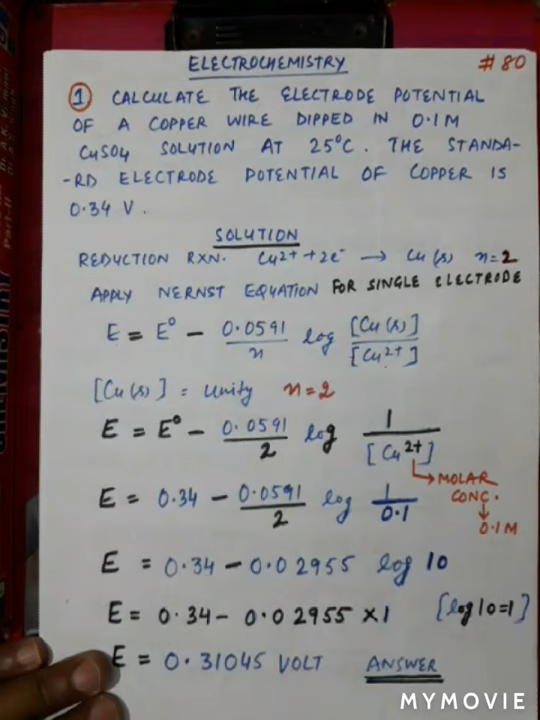 ELECTROCHEMISTRY #80
1 CALCULATE THE ELECTRODE POTENTIAL
OF A COPPER WIRE DIPPED IN 0.1M
CuSO4 SOLUTION AT 25°C. THE STANDA-
-RD ELECTRODE POTENTIAL OF COPPER IS
0.34 V.
SOLUTION
REDUCTION RXN. Cu2+ +2e- → Cu(s) n=2
APPLY NERNST EQUATION FOR SINGLE ELECTRODE
E = E° - 0.0591/n log [Cu(s)]/[Cu2+]
[Cu(s)] = Unity n=2
E = E° - 0.0591/2 log 1/[Cu2+]
→ MOLAR
CONC.
↓
0.1M
E = 0.34 - 0.0591/2 log 1/0.1
E = 0.34 - 0.02955 log 10
E = 0.34 - 0.02955 ×1 [log10=1]
E = 0.31045 VOLT ANSWER
MYMOVIE